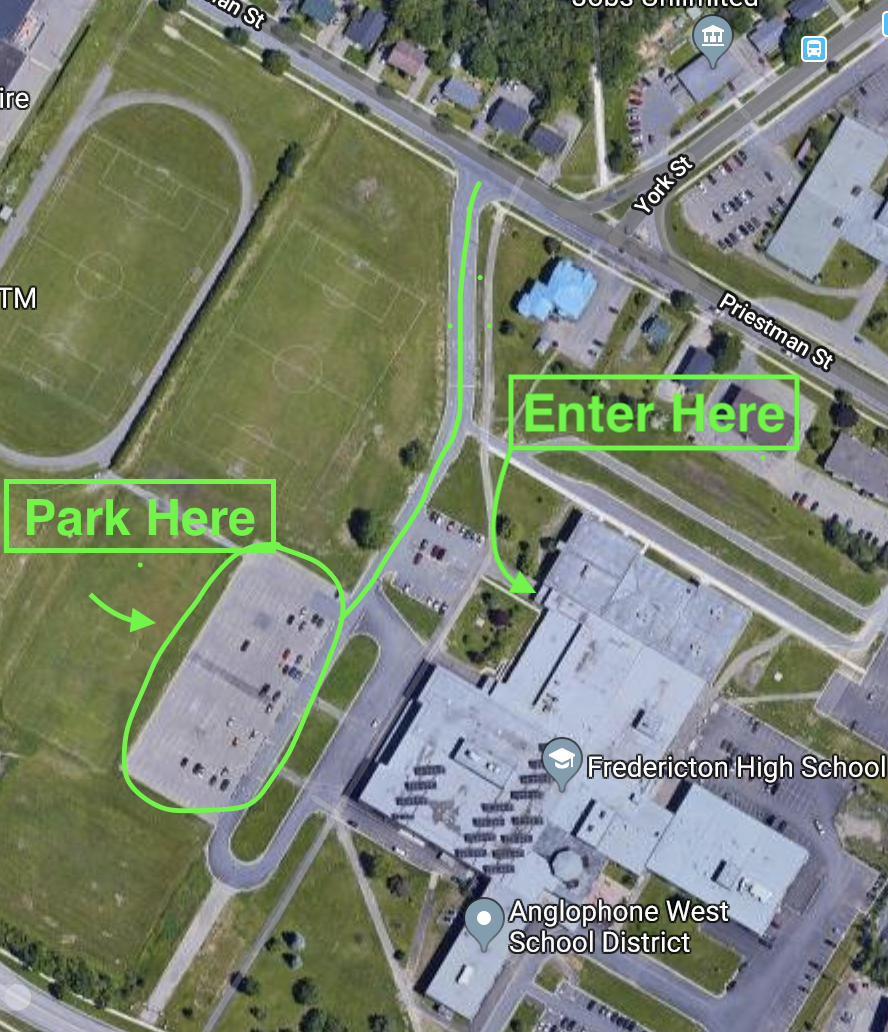 Jobs Unlimited
York St
Priestman St
Enter Here
Park Here
Fredericton High School
Anglophone West
School District